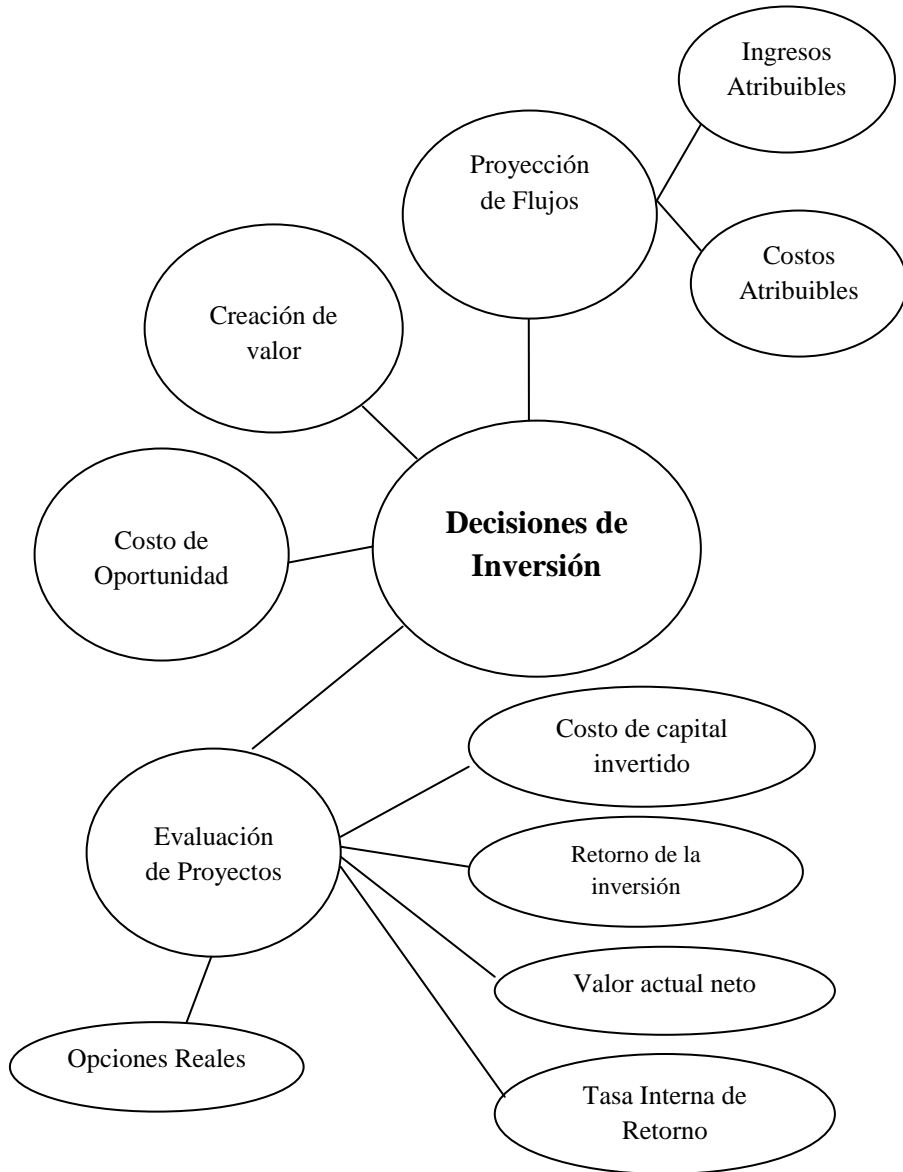 Ingresos
Atribuibles
Proyección
de Flujos
Costos
Atribuibles
Creación de
valor
Decisiones de
Inversión
Costo de
Oportunidad
Costo de capital
invertido
Evaluación
de Proyectos
Retorno de la
inversión
Valor actual neto
Opciones Reales
Tasa Interna de
Retorno